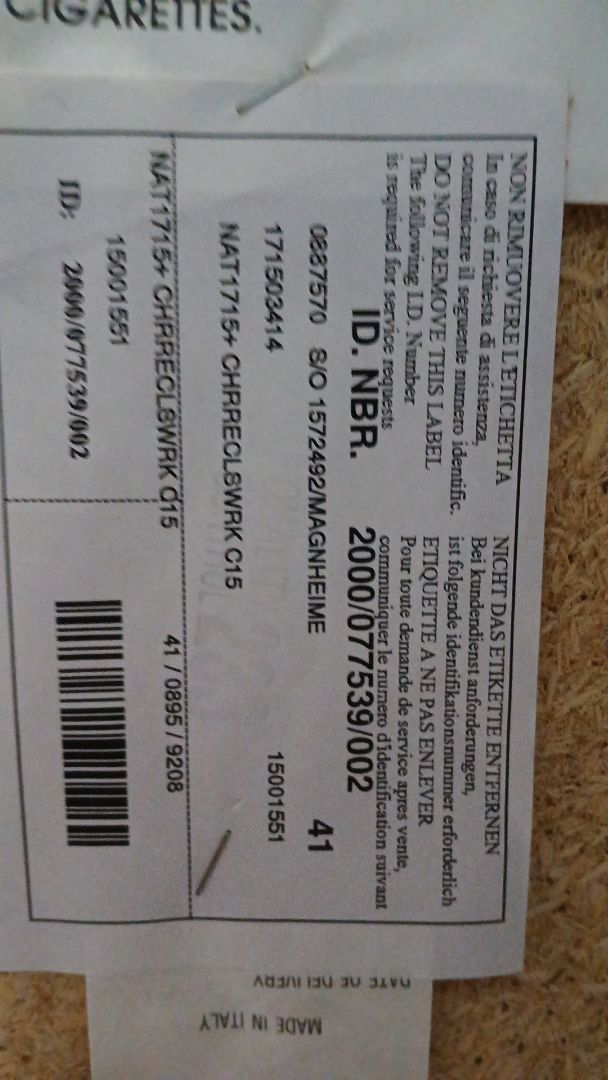 CIGARETTES.
NON RIMUOVERE L'ETICHETTA
In caso di richiesta di assistenza,
comunicare il seguente numero identific.
DO NOT REMOVE THIS LABEL
The following I.D. Number
is required for service requests
NICHT DAS ETIKETTE ENTFERNEN
Bei kundendienst anforderungen,
ist folgende identifikationsnummer erforderlich
ETIQUETTE A NE PAS ENLEVER
Pour toute demande de service apres vente,
communiquer le numero d'identification suivant
ID. NBR. 2000/077539/002
0887570 S/O 1572492/MAGNHEIME 41
171503414 15001551
NAT1715+ CHRRECLSWRK C15
NAT1715+ CHRRECLSWRK C15 41 / 0895 / 9208
15001551
ID: 2000/077539/002
DATE OF DELIVERY
MADE IN ITALY